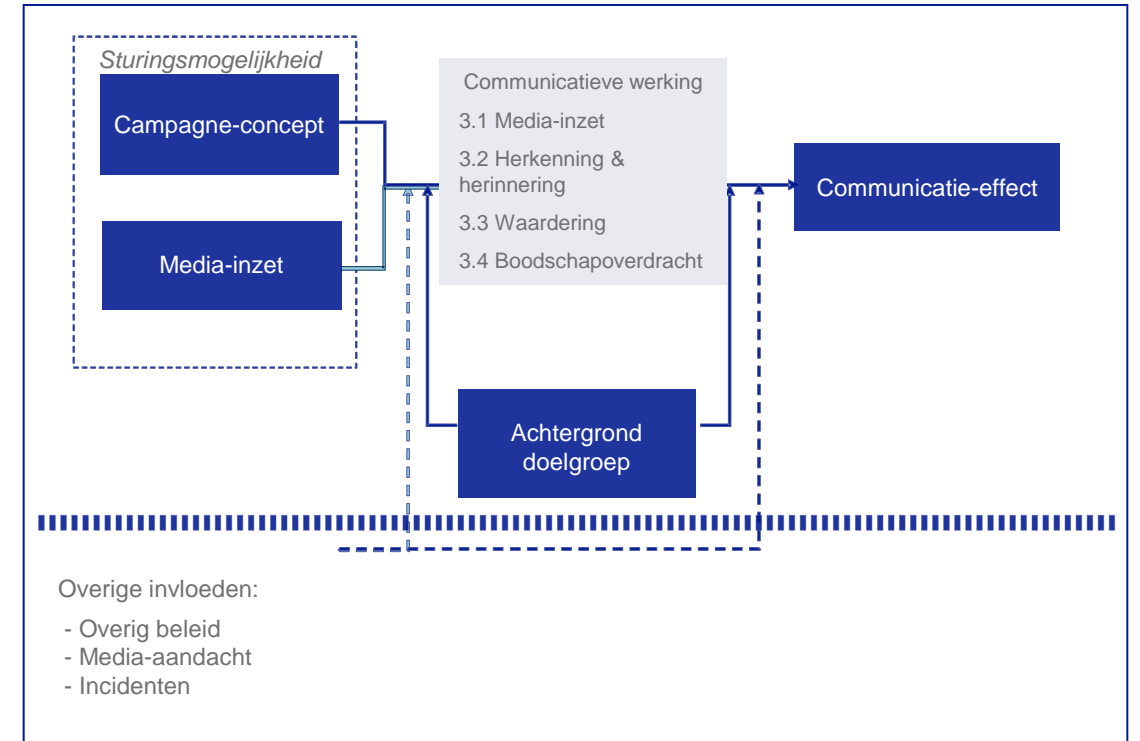 Sturingsmogelijkheid
Campagne-concept
Media-inzet
Communicatieve werking
3.1 Media-inzet
3.2 Herkenning &
herinnering
3.3 Waardering
3.4 Boodschapoverdracht
Communicatie-effect
Achtergrond
doelgroep
Overige invloeden:
- Overig beleid
- Media-aandacht
- Incidenten